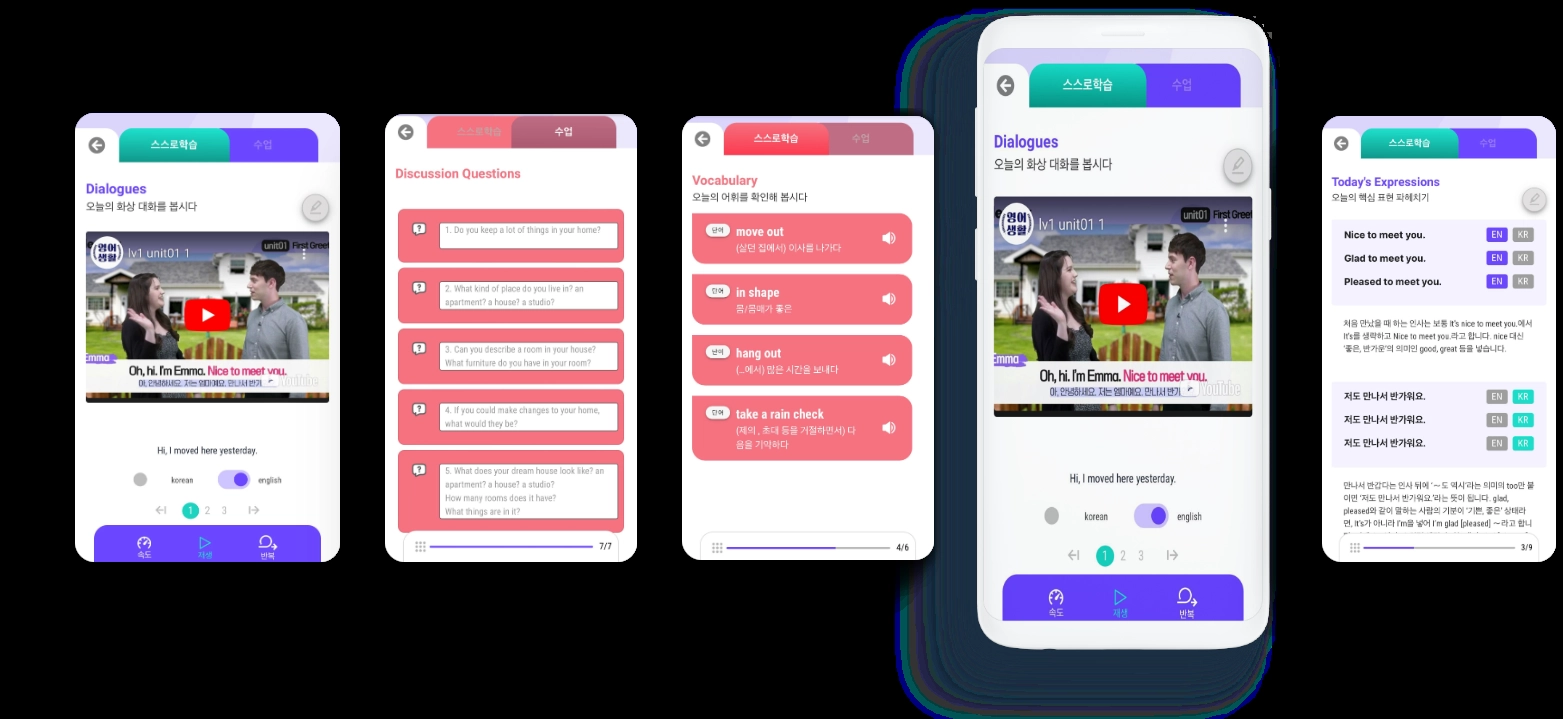 스스로학습
수업
Dialogues
오늘의 화상 대화를 봅시다
영어
생활
lv1 unit01 1
unit01 First Greet
Emma
Oh, hi. I'm Emma. Nice to meet you.
아, 안녕하세요. 저는 엠마예요. 만나서 반가
YouTube
Hi, I moved here yesterday.
korean
english
1 2 3
속도
재생
반복
스스로학습
수업
Discussion Questions
1. Do you keep a lot of things in your home?
2. What kind of place do you live in? an
apartment? a house? a studio?
3. Can you describe a room in your house?
What furniture do you have in your room?
4. If you could make changes to your home,
what would they be?
5. What does your dream house look like? an
apartment? a house? a studio?
How many rooms does it have?
What things are in it?
7/7
스스로학습
수업
Vocabulary
오늘의 어휘를 확인해 봅시다
단어
move out
(살던 집에서) 이사를 나가다
단어
in shape
몸/몸매가 좋은
단어
hang out
(...에서) 많은 시간을 보내다
단어
take a rain check
(제의, 초대 등을 거절하면서) 다
음을 기약하다
4/6
스스로학습
수업
Dialogues
오늘의 화상 대화를 봅시다
영어
생활
lv1 unit01 1
unit01 First Gree
Emma
Oh, hi. I'm Emma. Nice to meet you.
아, 안녕하세요. 저는 엠마예요. 만나서 반가
YouTube
Hi, I moved here yesterday.
korean
english
1 2 3
속도
재생
반복
스스로학습
수업
Today's Expressions
오늘의 핵심 표현 파헤치기
Nice to meet you. EN KR
Glad to meet you. EN KR
Pleased to meet you. EN KR
처음 만났을 때 하는 인사는 보통 It's nice to meet you.에서
It's를 생략하고 Nice to meet you.라고 합니다. nice 대신
'좋은, 반가운'의 의미인 good, great 등을 넣습니다.
저도 만나서 반가워요. EN KR
저도 만나서 반가워요. EN KR
저도 만나서 반가워요. EN KR
만나서 반갑다는 인사 뒤에 '~도 역시'라는 의미의 too만 붙
이면 '저도 만나서 반가워요.'라는 뜻이 됩니다. glad,
pleased와 같이 말하는 사람의 기분이 '기쁜, 좋은' 상태라
면, It's가 아니라 I'm을 넣어 I'm glad [pleased] ~라고 합니
3/9